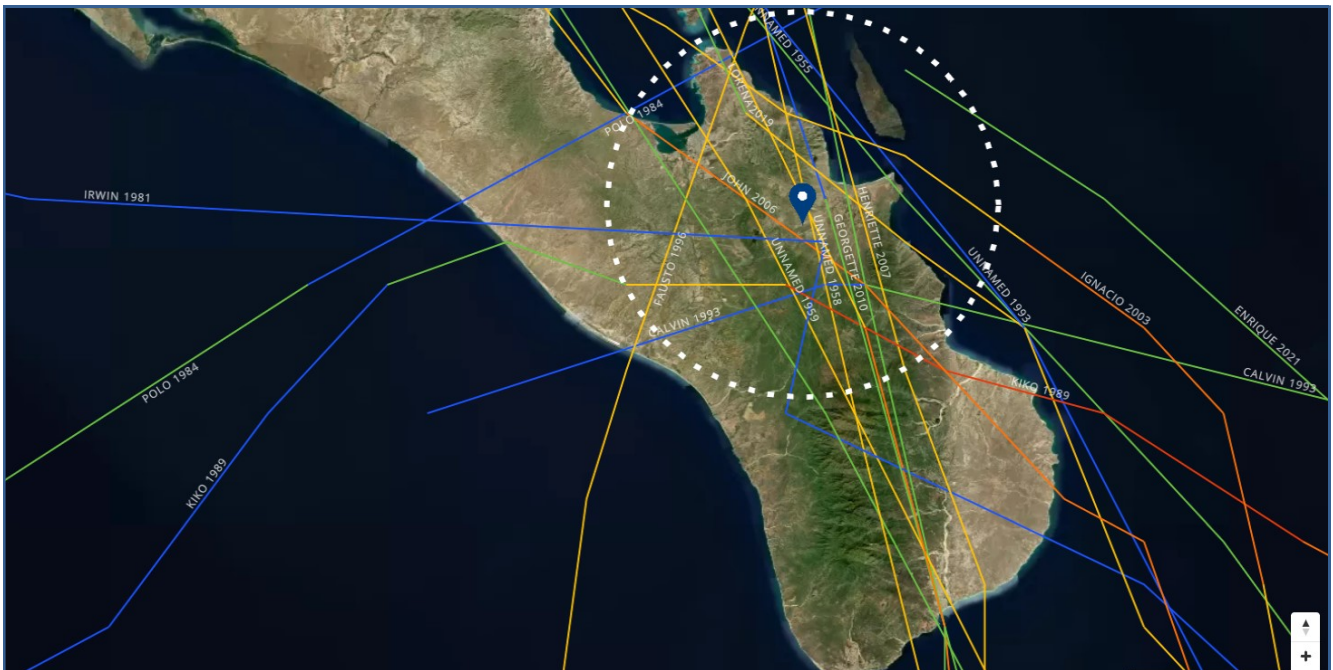 UNNAMED 1955
LORENA 2019
POLO 1984
IRWIN 1981
JOHN 2006
HENRIETTE 2007
GEORGETTE 2010
UNNAMED 1958
UNNAMED 1959
FAUSTO 1996
UNNAMED 1993
IGNACIO 2003
ENRIQUE 2021
CALVIN 1993
CALVIN 1993
KIKO 1989
POLO 1984
KIKO 1989